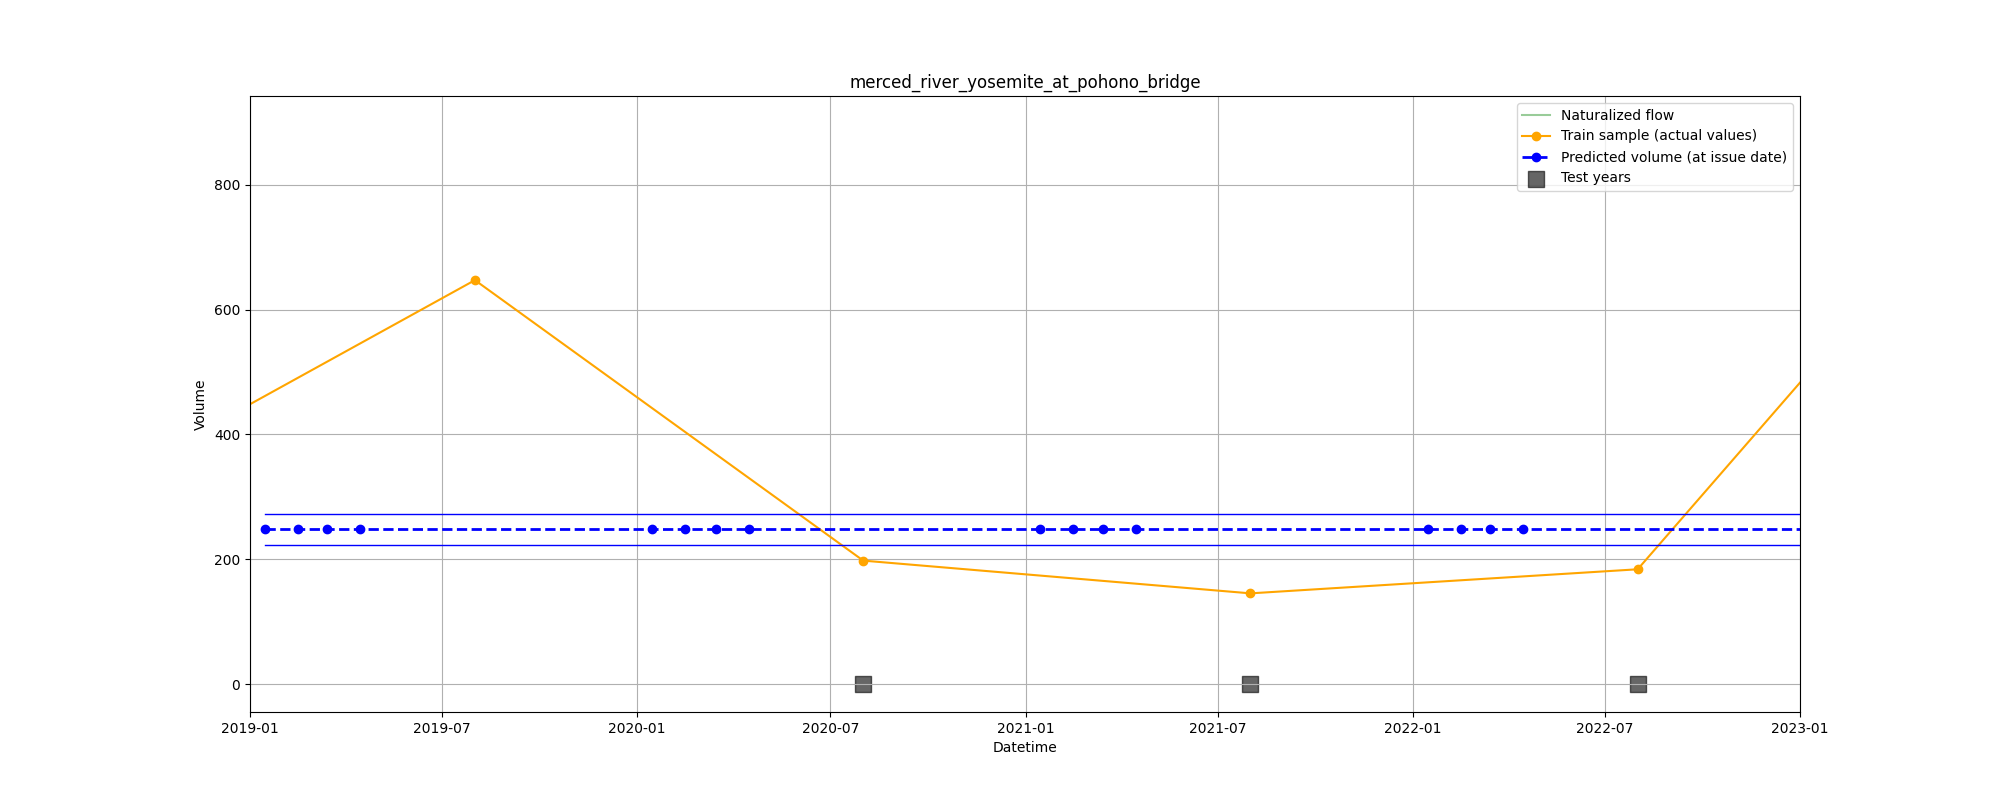 merced_river_yosemite_at_pohono_bridge
Naturalized flow
Train sample (actual values)
Predicted volume (at issue date)
Test years
Volume
800
600
400
200
0
2019-01
2019-07
2020-01
2020-07
2021-01
2021-07
2022-01
2022-07
2023-01
Datetime